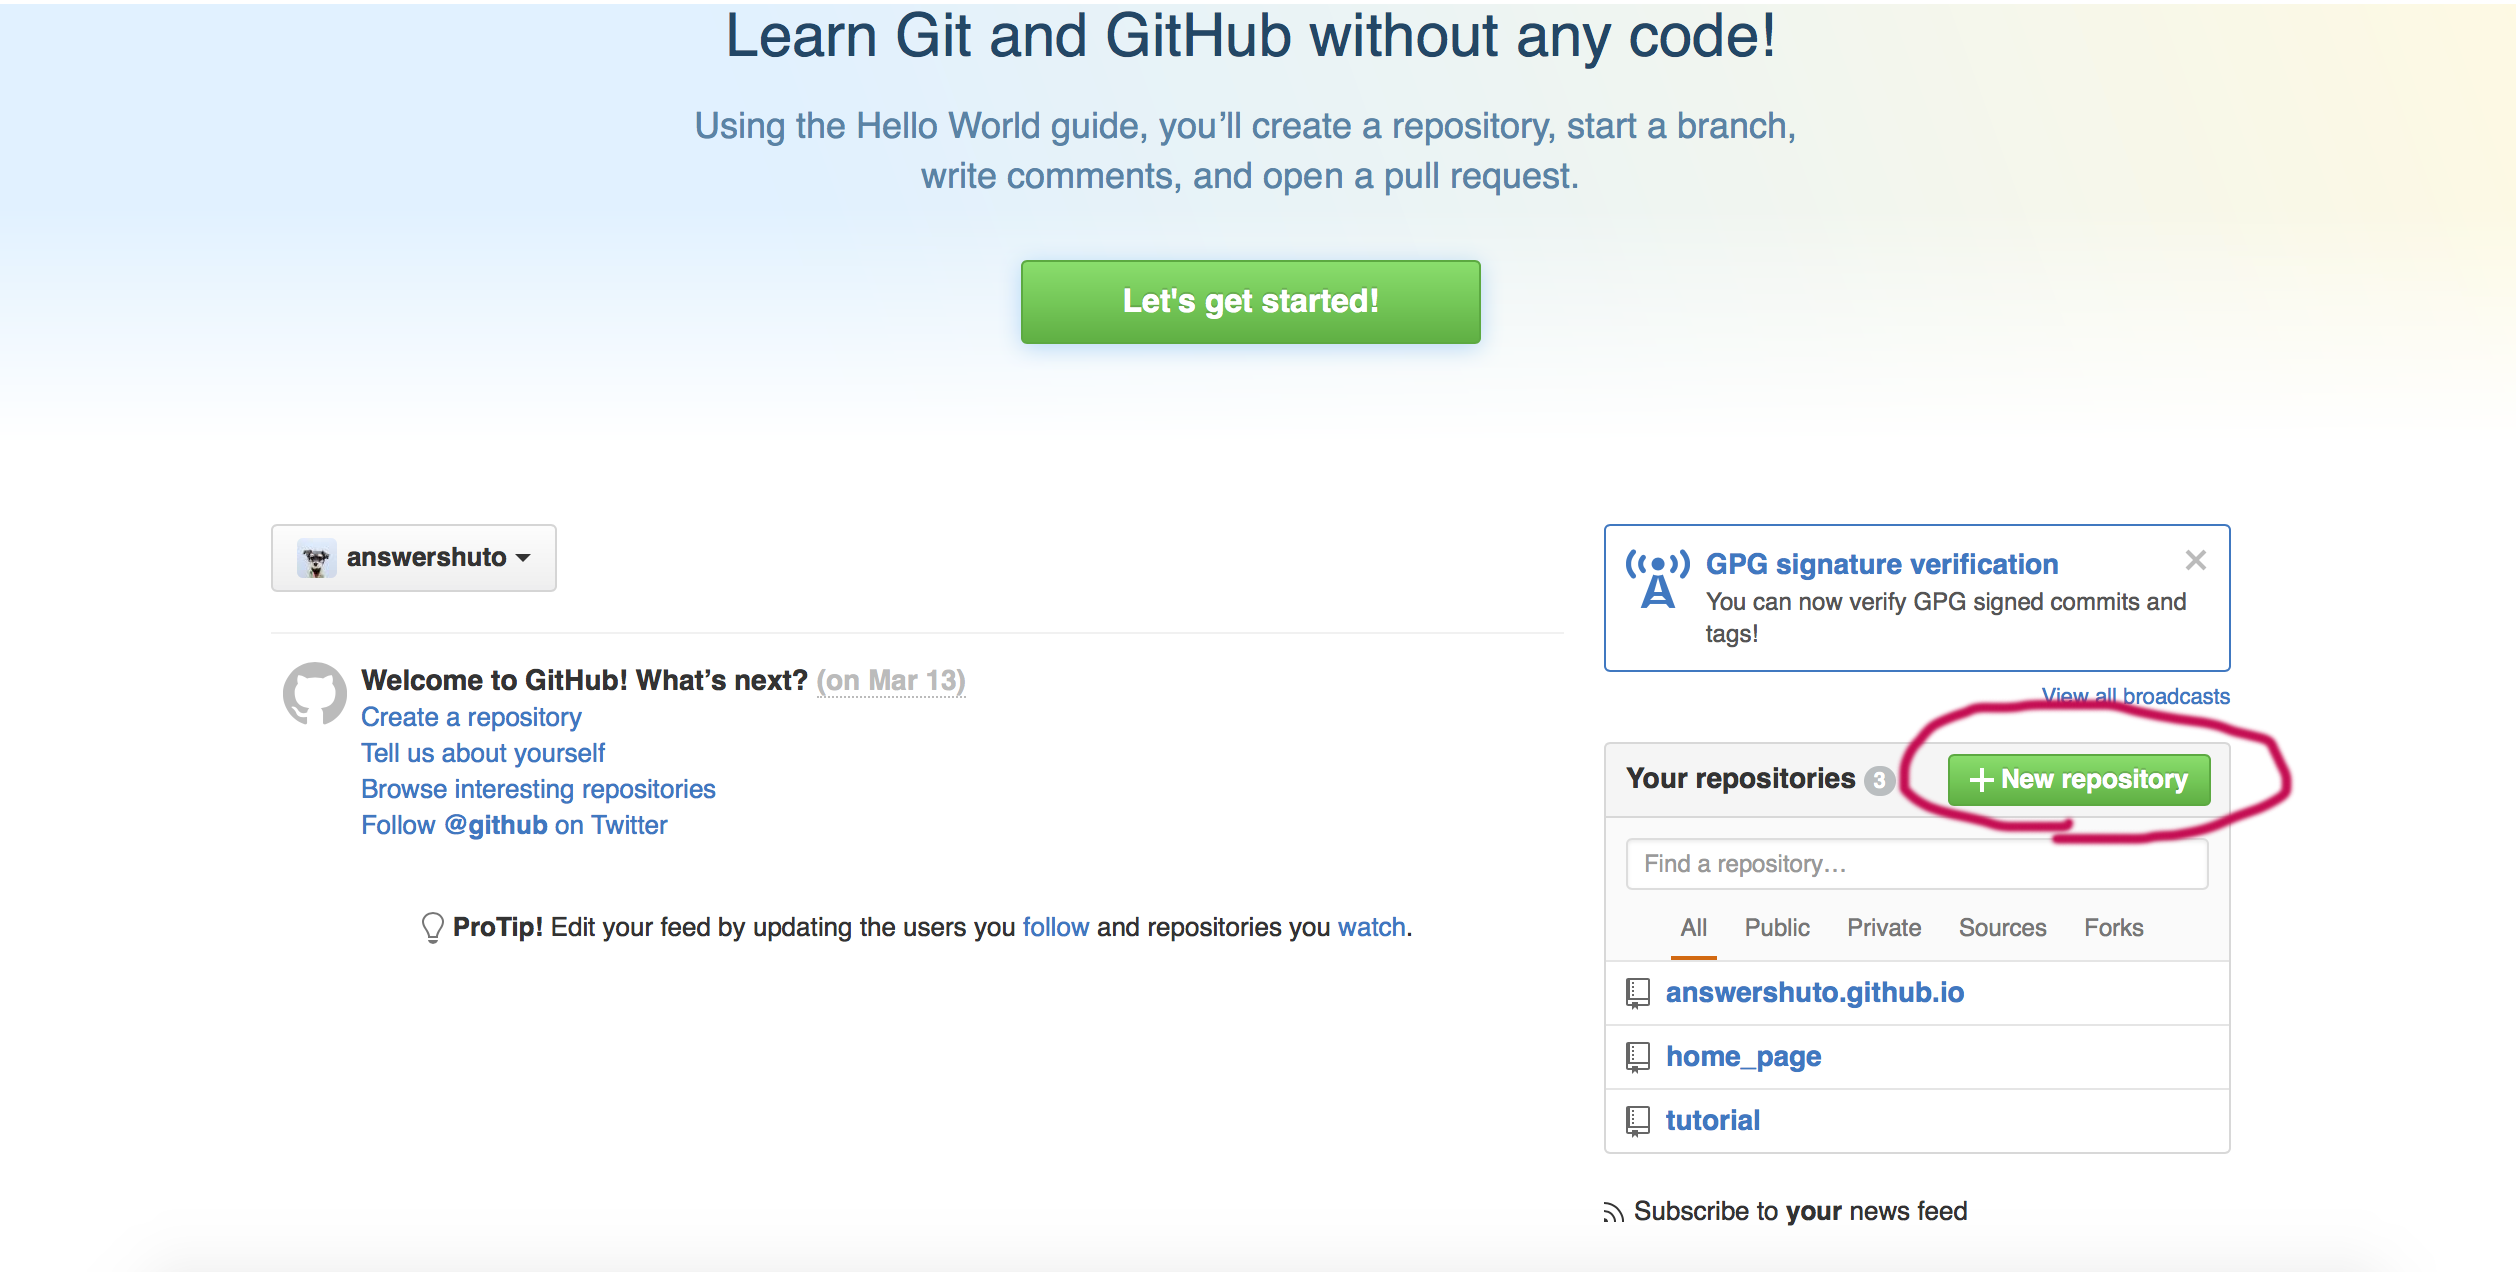 Learn Git and GitHub without any code!
Using the Hello World guide, you’ll create a repository, start a branch,
write comments, and open a pull request.
Let's get started!
answershuto
Welcome to GitHub! What’s next? (on Mar 13)
Create a repository
Tell us about yourself
Browse interesting repositories
Follow @github on Twitter
ProTip! Edit your feed by updating the users you follow and repositories you watch.
GPG signature verification
You can now verify GPG signed commits and
tags!
View all broadcasts
Your repositories 3
New repository
Find a repository…
All Public Private Sources Forks
answershuto.github.io
home_page
tutorial
Subscribe to your news feed